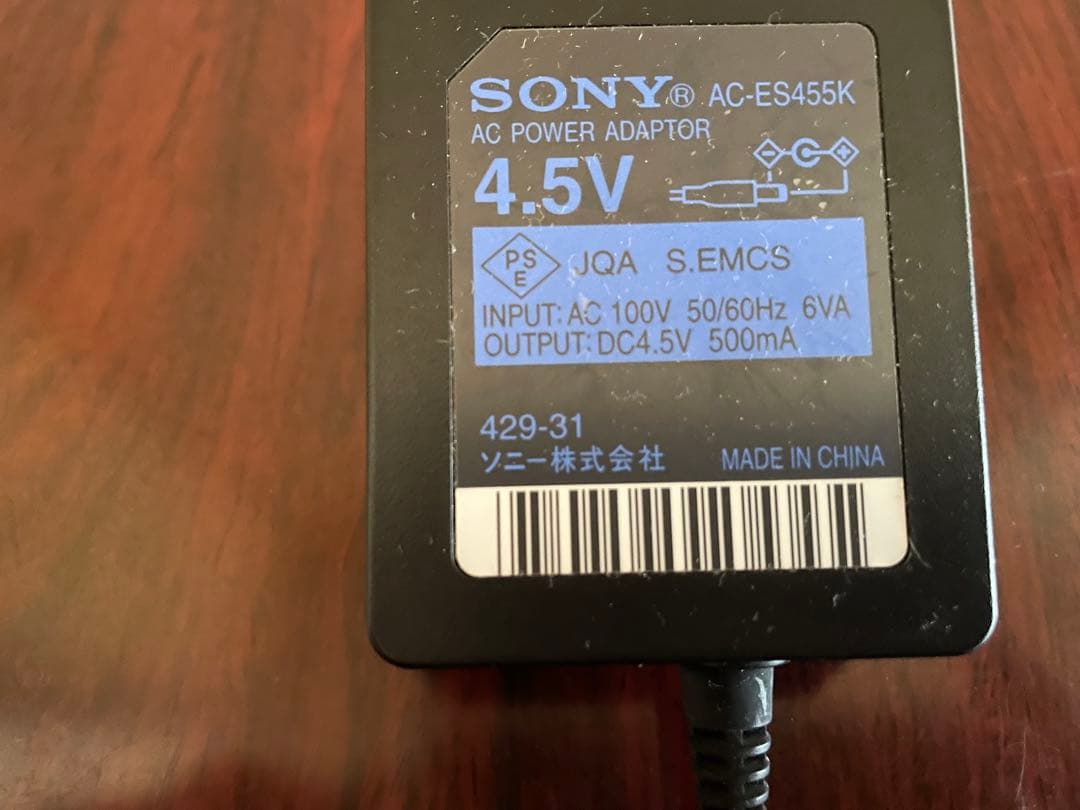 SONY® AC-ES455K
AC POWER ADAPTOR
4.5V
- +
PS
E
JQA S.EMCS
INPUT: AC 100V 50/60Hz 6VA
OUTPUT: DC4.5V 500mA
429-31
ソニー株式会社 MADE IN CHINA